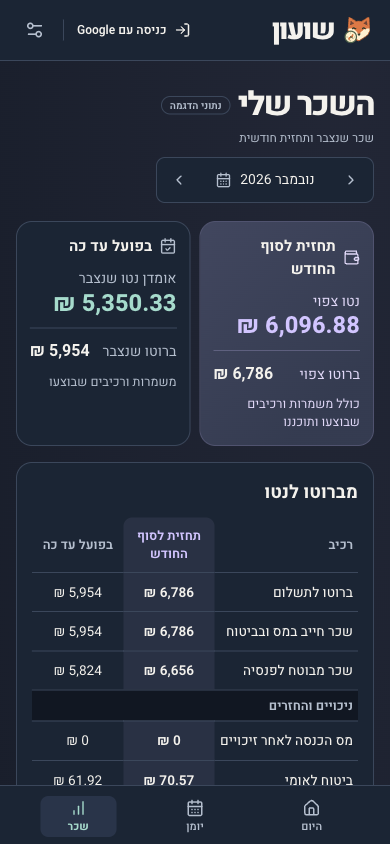 שועון
כניסה עם Google
השכר שלי
נתוני הדגמה
שכר שנצבר ותחזית חודשית
נובמבר 2026
תחזית לסוף החודש
נטו צפוי
6,096.88 ₪
ברוטו צפוי 6,786 ₪
כולל משמרות ורכיבים
שבוצעו ותוכננו
בפועל עד כה
אומדן נטו שנצבר
5,350.33 ₪
ברוטו שנצבר 5,954 ₪
משמרות ורכיבים שבוצעו
מברוטו לנטו
רכיב תחזית לסוף החודש בפועל עד כה
ברוטו לתשלום 6,786 ₪ 5,954 ₪
שכר חייב במס ובביטוח 6,786 ₪ 5,954 ₪
שכר מבוטח לפנסיה 6,656 ₪ 5,824 ₪
ניכויים והחזרים
מס הכנסה לאחר זיכויים 0 ₪ 0 ₪
ביטוח לאומי 70.57 ₪ 61.92 ₪
היום
יומן
שכר